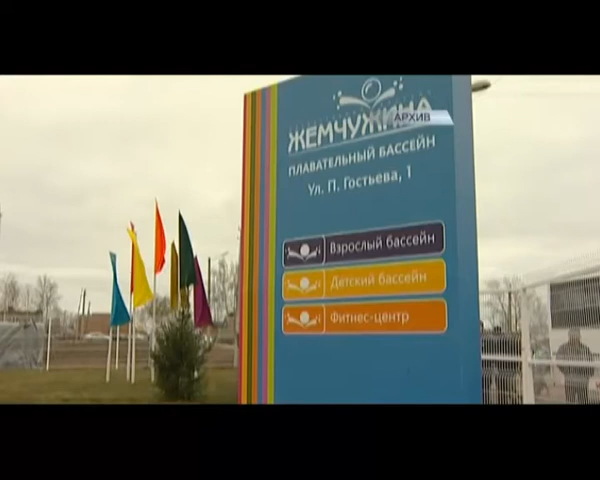 ЖЕМЧУЖИНА
АРХИВ
ПЛАВАТЕЛЬНЫЙ БАССЕЙН
Ул. П. Гостьева, 1
Взрослый бассейн
Детский бассейн
Фитнес-центр